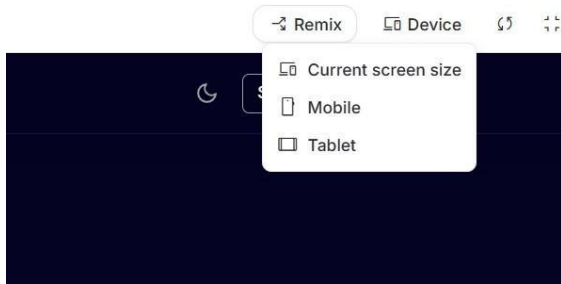 Remix
Device
Current screen size
Mobile
Tablet